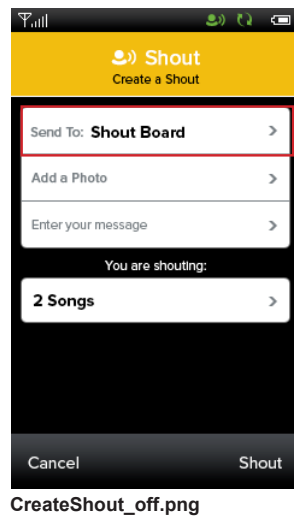 Shout
Create a Shout
Send To: Shout Board
Add a Photo
Enter your message
You are shouting:
2 Songs
Cancel Shout
CreateShout_off.png